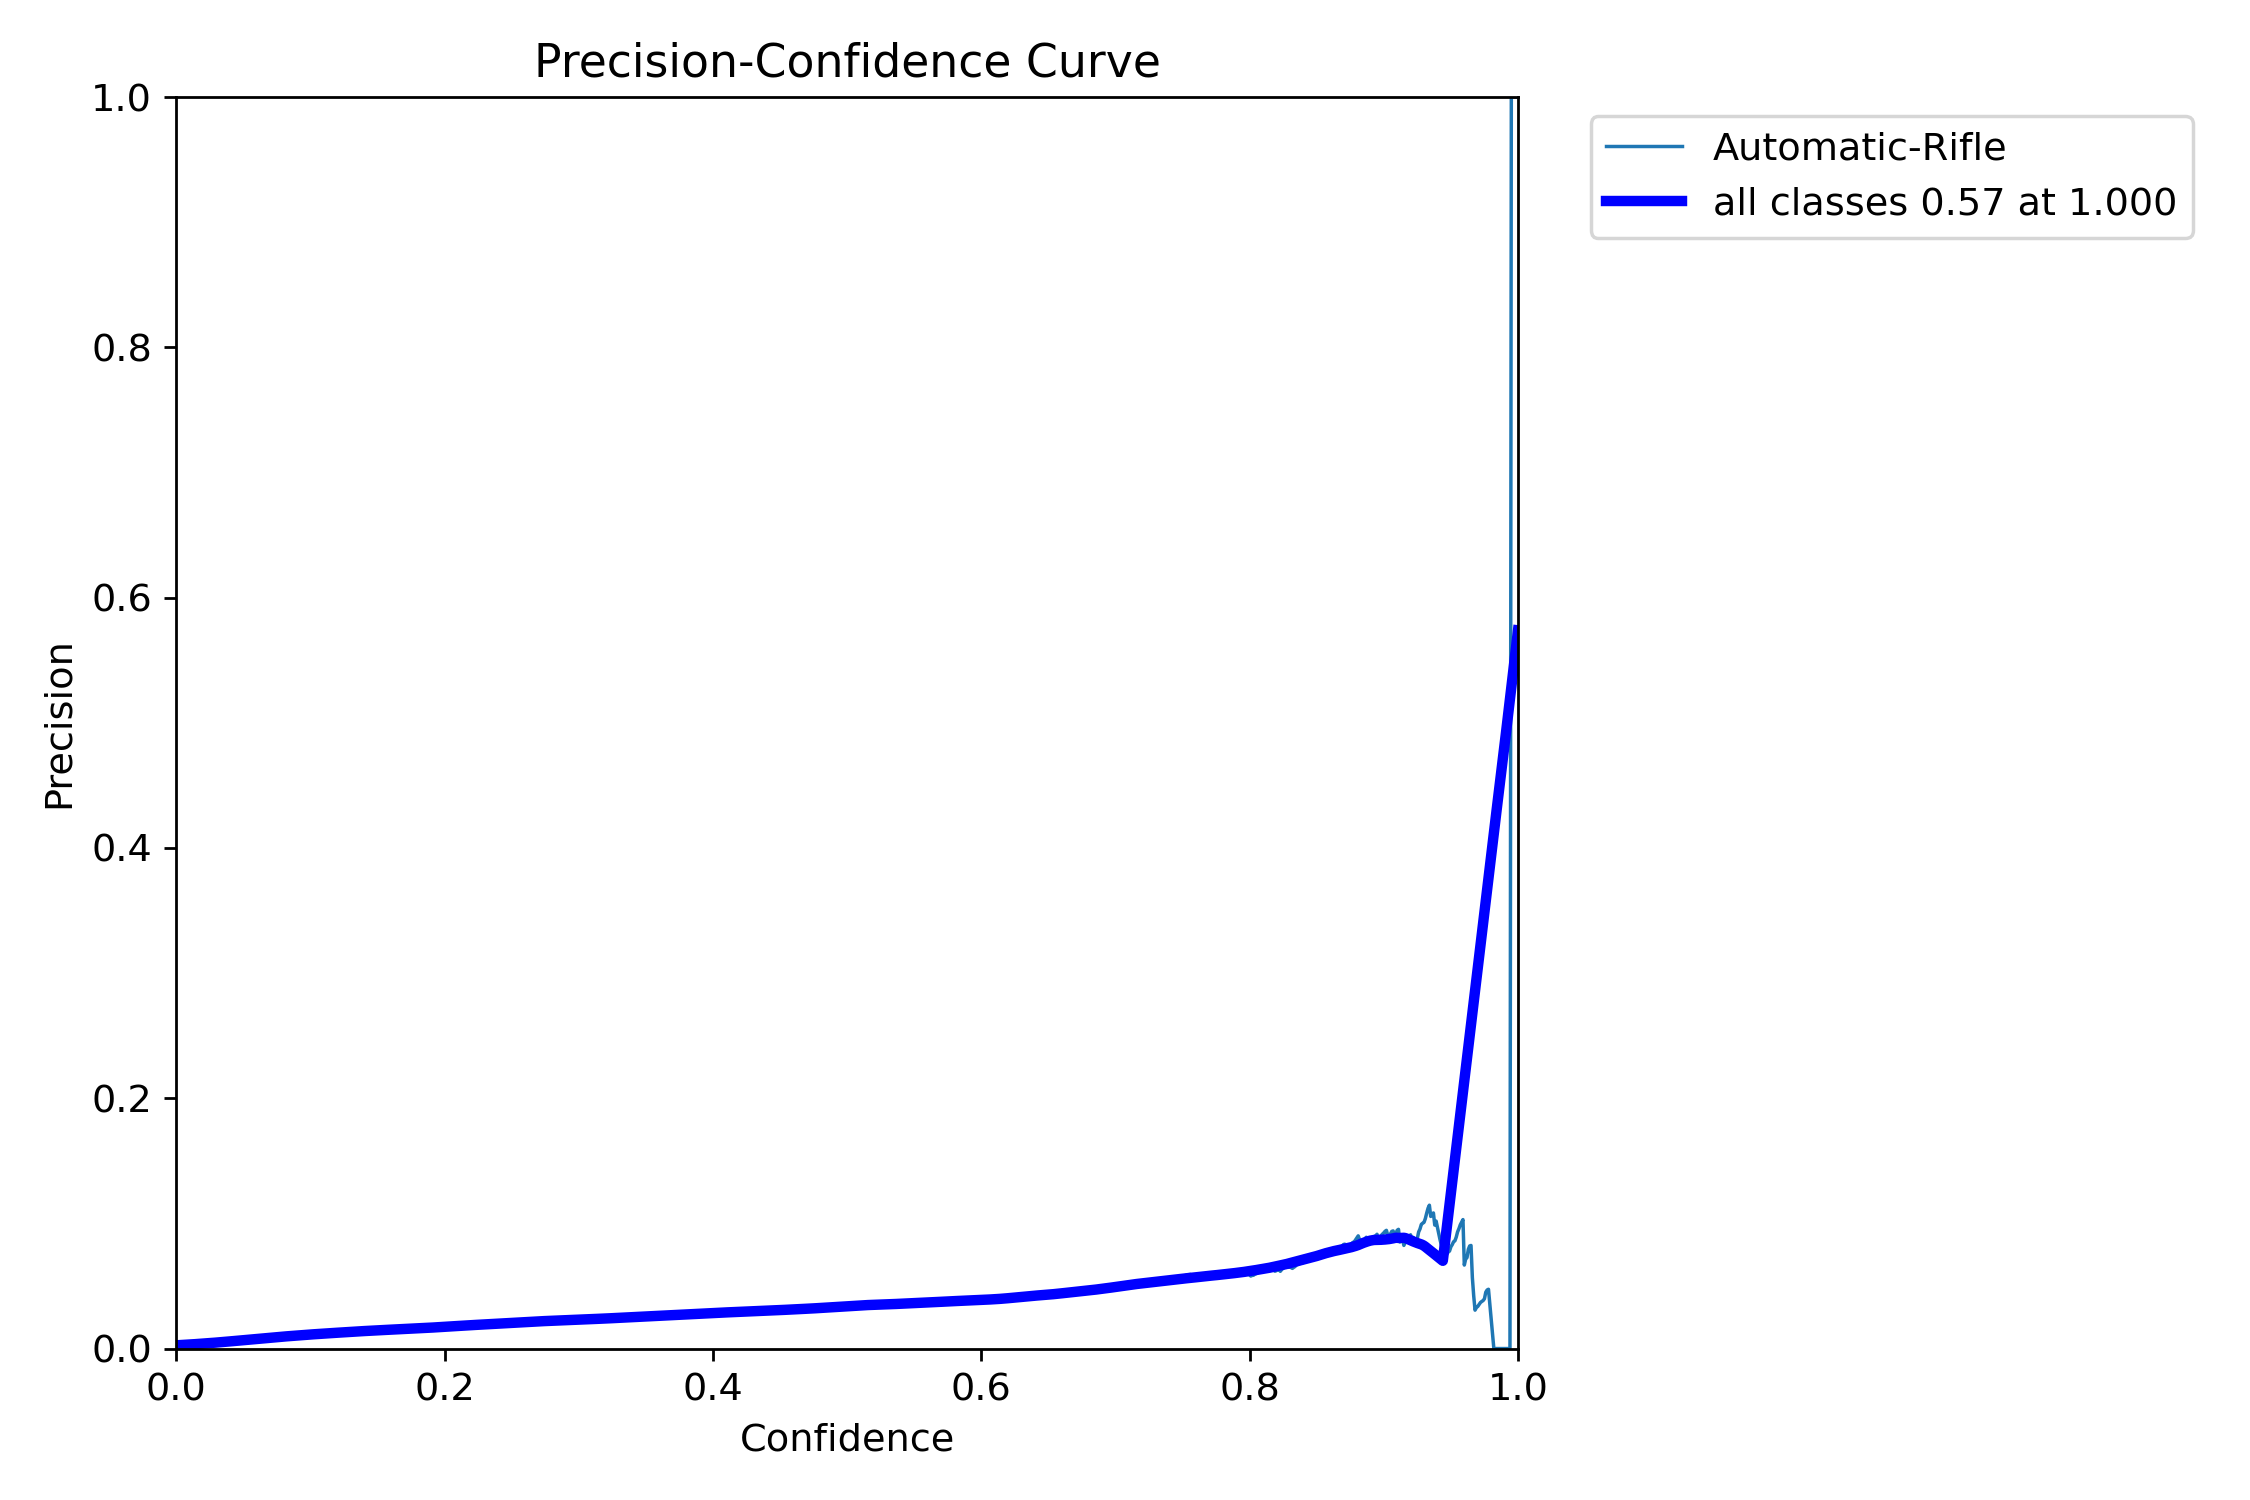 Precision-Confidence Curve
1.0
0.8
0.6
0.4
0.2
0.0
Precision
0.0 0.2 0.4 0.6 0.8 1.0
Confidence
Automatic-Rifle
all classes 0.57 at 1.000